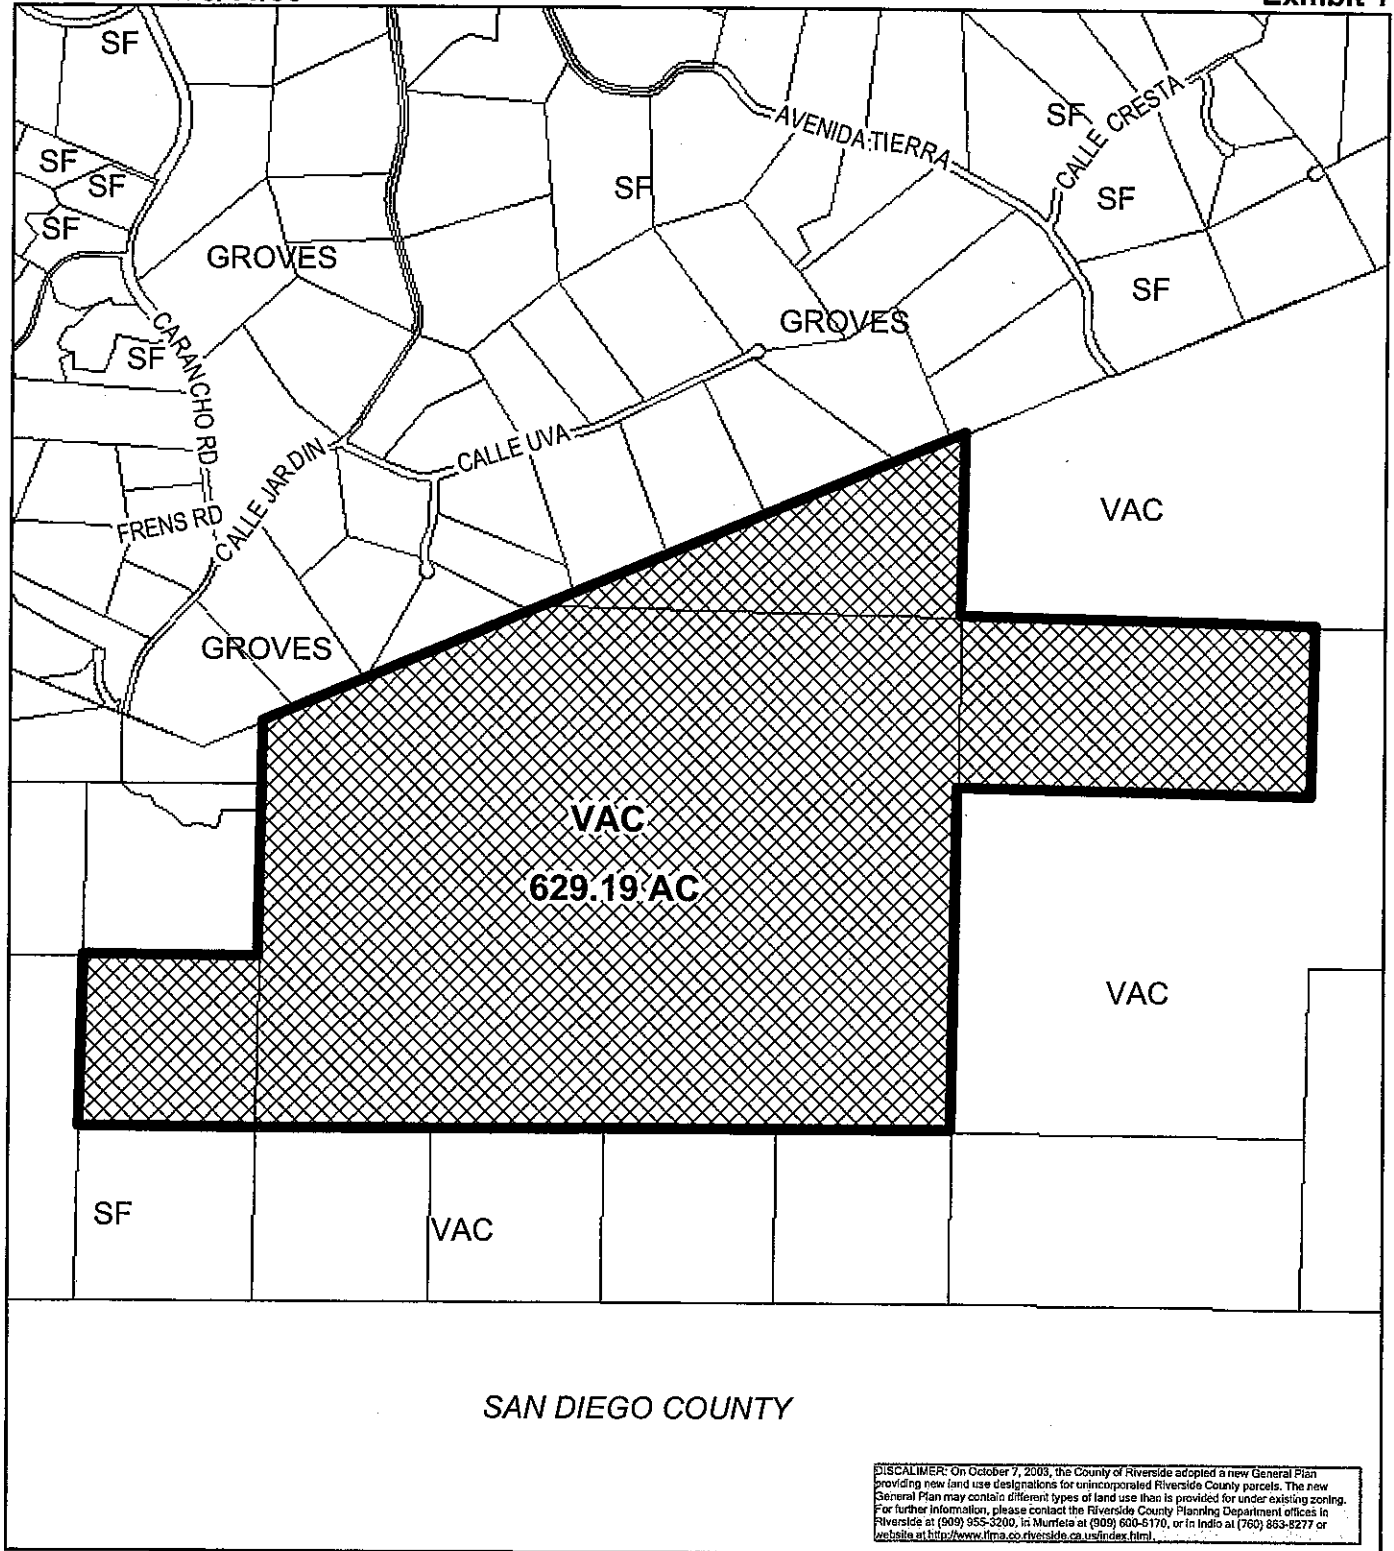 Exhibit
SF
SF
CALLE CRESTA
AVENIDA TIERRA
SF
SF
SF
SF
SF
GROVES
SF
GROVES
CARANCHO RD
SF
CALLE UVA
CALLE JARDIN
FRENS RD
VAC
GROVES
VAC
629.19 AC
VAC
SF
VAC
SAN DIEGO COUNTY
DISCALIMER: On October 7, 2003, the County of Riverside adopted a new General Plan
providing new land use designations for unincorporated Riverside County parcels. The new
General Plan may contain different types of land use than is provided for under existing zoning.
For further information, please contact the Riverside County Planning Department offices in
Riverside at (909) 955-3200, in Murrieta at (909) 600-6170, or in Indio at (760) 863-8277 or
website at http://www.tlma.co.riverside.ca.us/index.html.